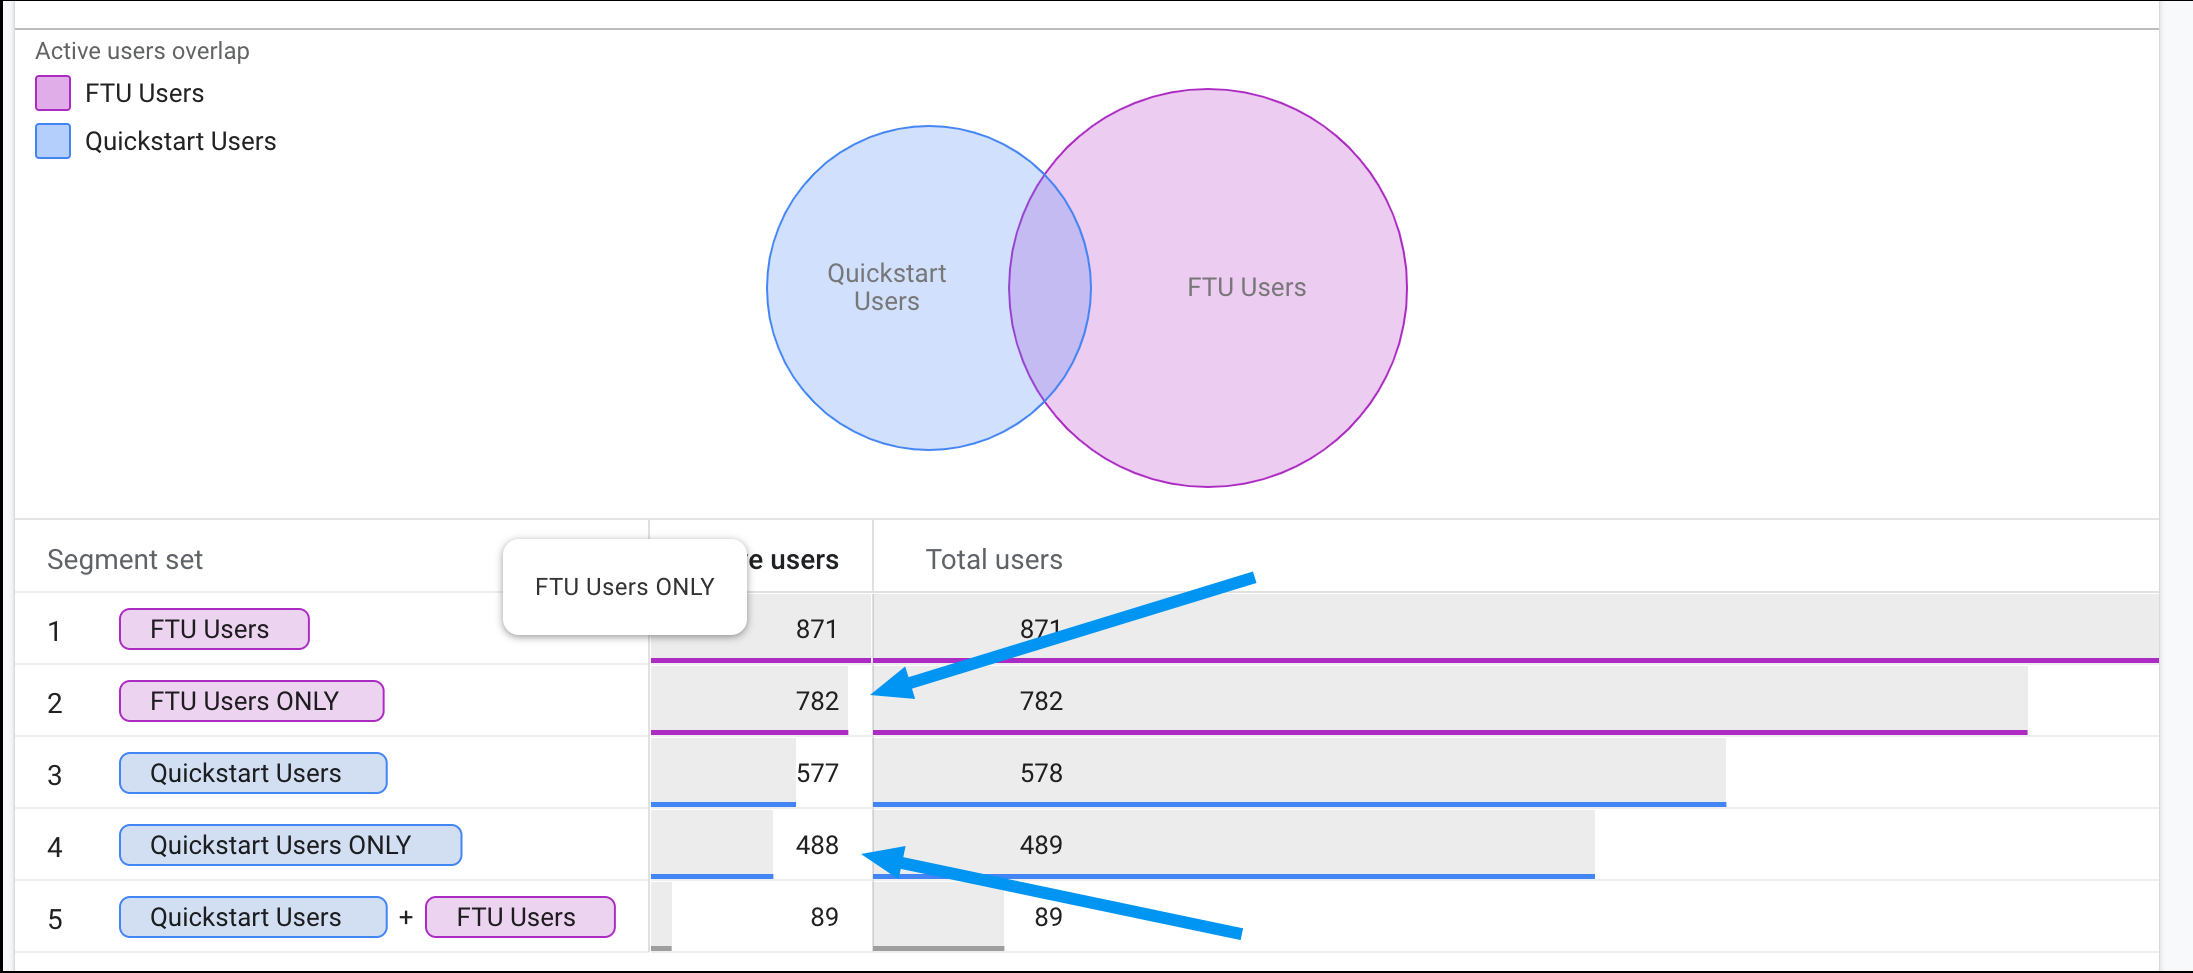 Active users overlap
FTU Users
Quickstart Users
Quickstart
Users
FTU Users
Segment set
FTU Users ONLY
e users
Total users
1 FTU Users 871 871
2 FTU Users ONLY 782 782
3 Quickstart Users 577 578
4 Quickstart Users ONLY 488 489
5 Quickstart Users + FTU Users 89 89